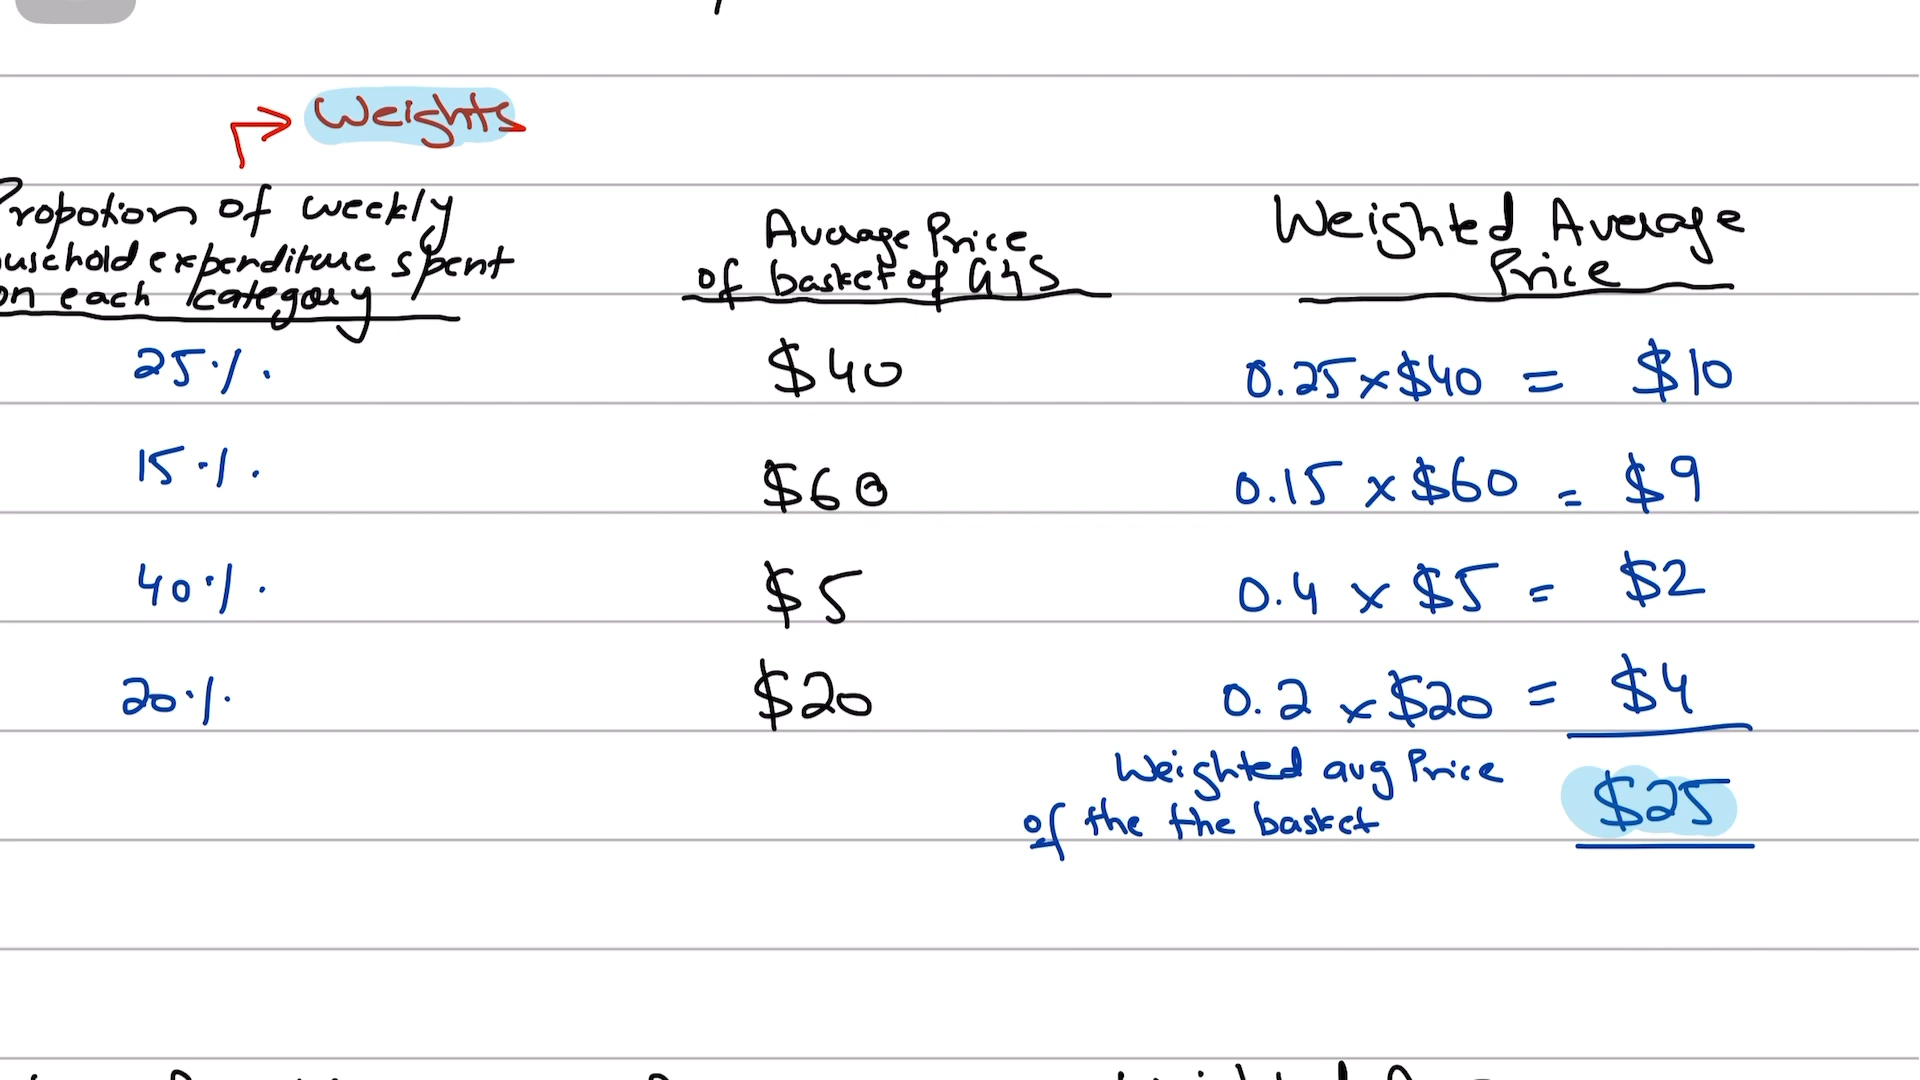 Weights
Propotion of weekly
household expenditure spent
on each category
Average Price
of basket of G&S
Weighted Average
Price
25%.
$40
0.25 x $40 = $10
15%.
$60
0.15 x $60 = $9
40%.
$5
0.4 x $5 = $2
20%.
$20
0.2 x $20 = $4
Weighted avg Price
of the the basket
$25